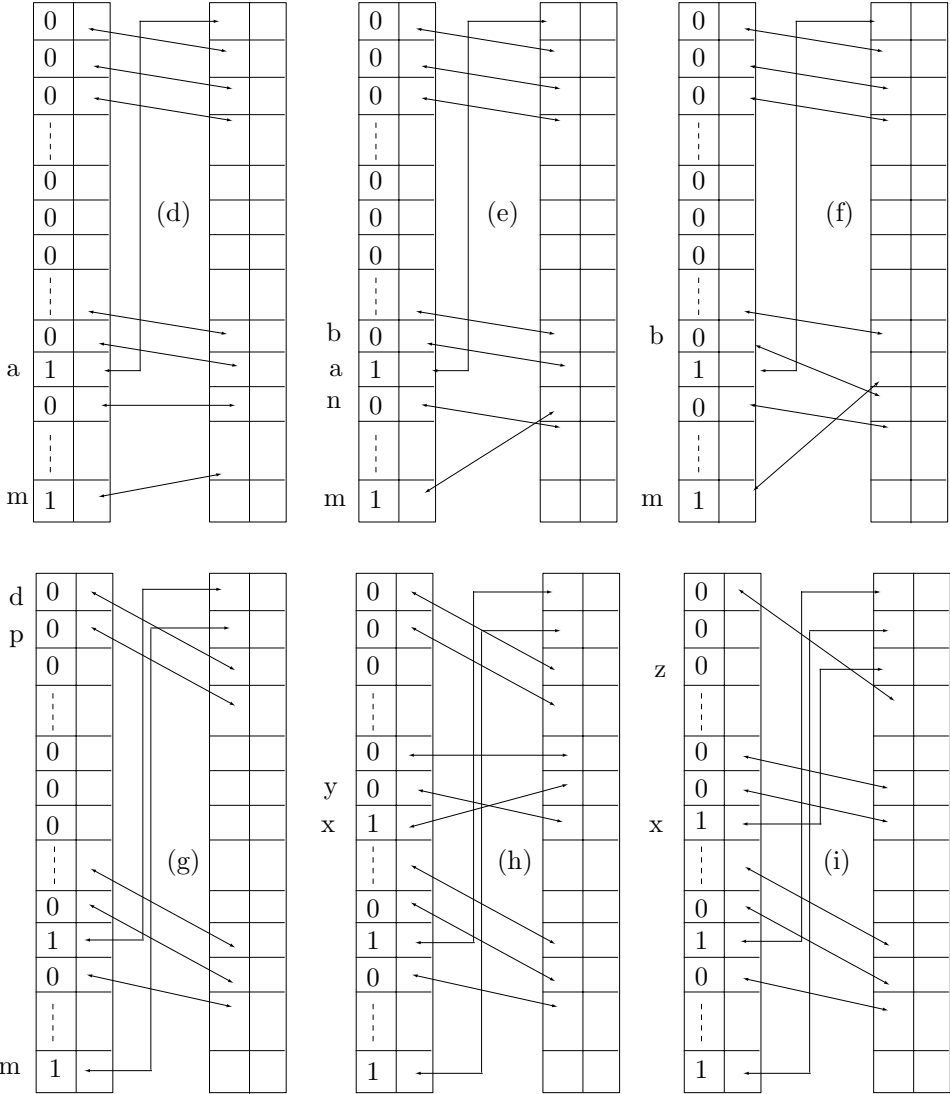 0 0 0
0 0 0
0 0 0
0 0 0
0 (d) 0 (e) 0 (f)
0 0 0
0 b 0 b 0
a 1 a 1 1
0 n 0 0
m 1 m 1 m 1
d 0 0 0
p 0 0 0
0 0 z 0
0 0 0
0 y 0 0
0 x 1 x 1
(g) (h) (i)
0 0 0
1 1 1
0 0 0
m 1 1 1